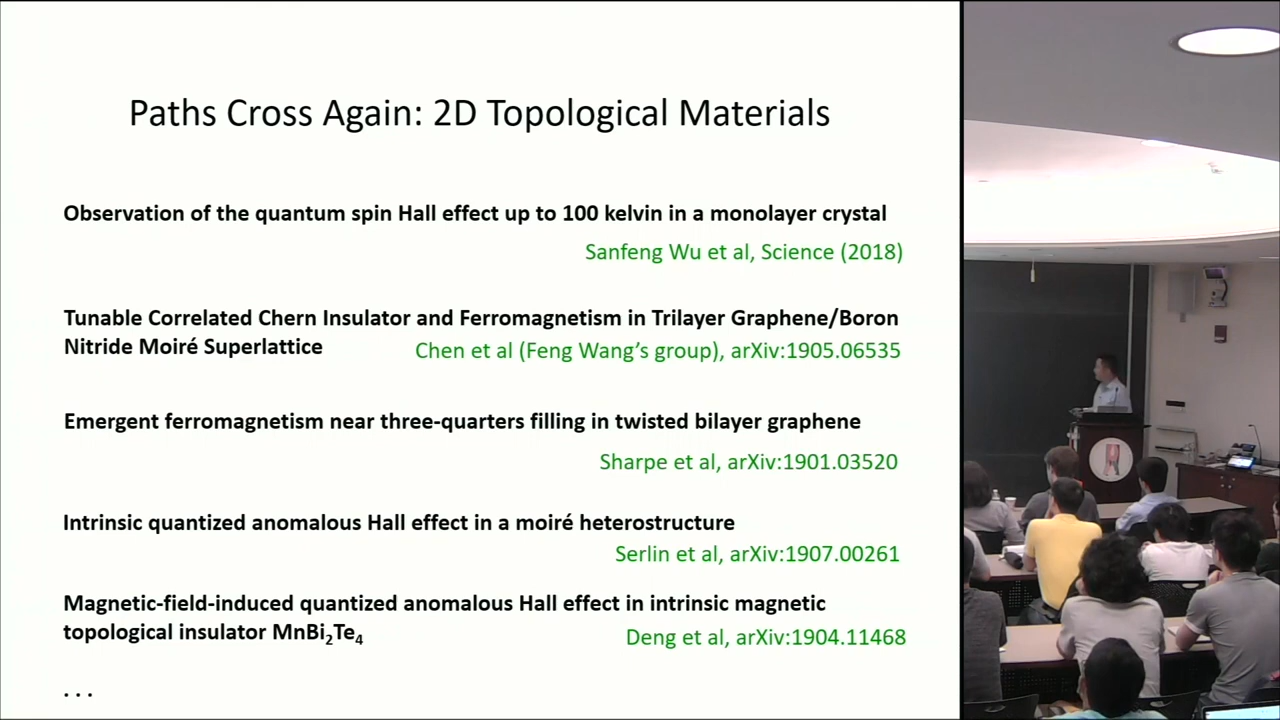 Paths Cross Again: 2D Topological Materials
Observation of the quantum spin Hall effect up to 100 kelvin in a monolayer crystal
Sanfeng Wu et al, Science (2018)
Tunable Correlated Chern Insulator and Ferromagnetism in Trilayer Graphene/Boron
Nitride Moiré Superlattice
Chen et al (Feng Wang’s group), arXiv:1905.06535
Emergent ferromagnetism near three-quarters filling in twisted bilayer graphene
Sharpe et al, arXiv:1901.03520
Intrinsic quantized anomalous Hall effect in a moiré heterostructure
Serlin et al, arXiv:1907.00261
Magnetic-field-induced quantized anomalous Hall effect in intrinsic magnetic
topological insulator MnBi₂Te₄
Deng et al, arXiv:1904.11468
. . .